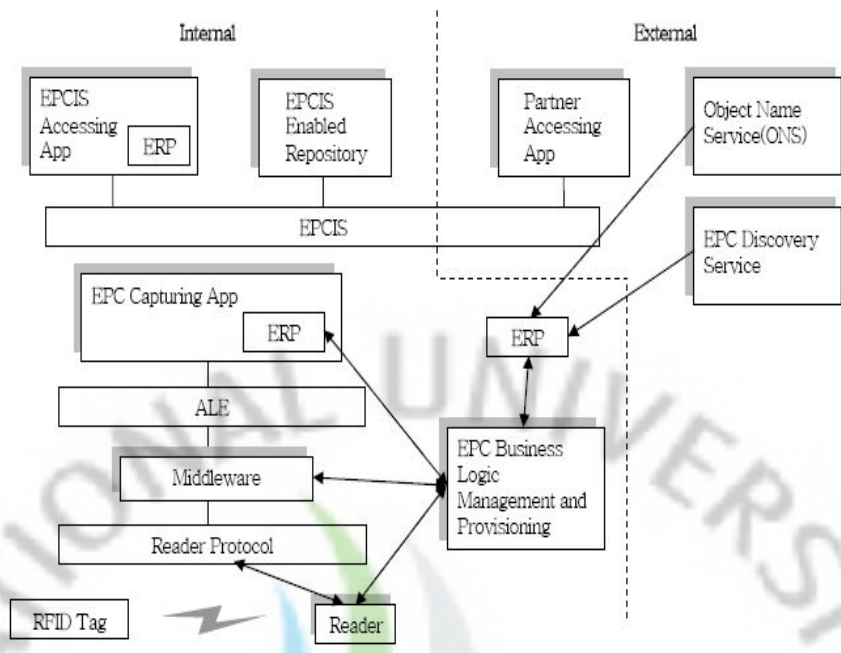 Internal
External
EPCIS
Accessing
App
ERP
EPCIS
Enabled
Repository
Partner
Accessing
App
Object Name
Service(ONS)
EPCIS
EPC Discovery
Service
EPC Capturing App
ERP
ERP
ALE
EPC Business
Logic
Management and
Provisioning
Middleware
Reader Protocol
RFID Tag
Reader